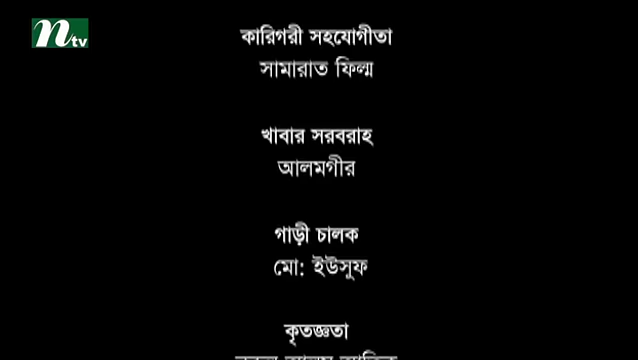 ntv
কারিগরী সহযোগীতা
সামারাত ফিল্ম
খাবার সরবরাহ
আলমগীর
গাড়ী চালক
মো: ইউসুফ
কৃতজ্ঞতা